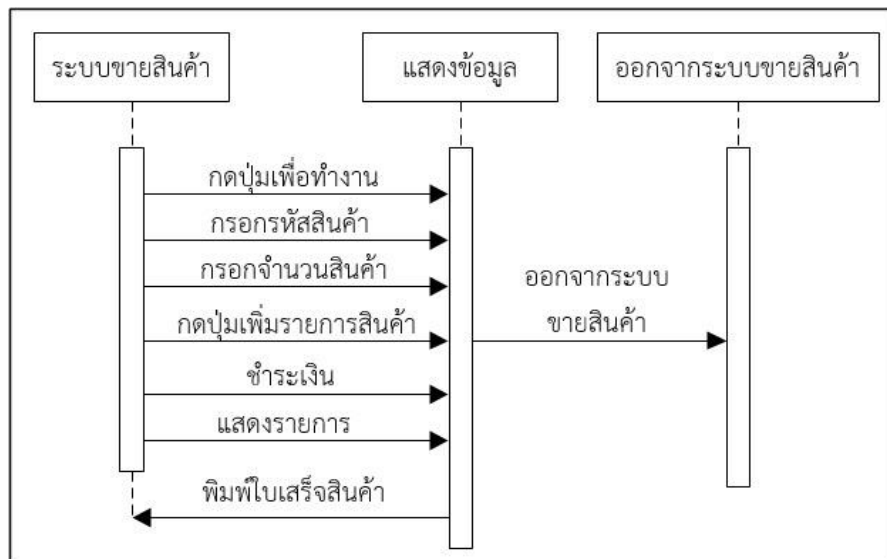 ระบบขายสินค้า
แสดงข้อมูล
ออกจากระบบขายสินค้า
กดปุ่มเพื่อทำงาน
กรอกรหัสสินค้า
กรอกจำนวนสินค้า
กดปุ่มเพิ่มรายการสินค้า
ชำระเงิน
แสดงรายการ
พิมพ์ใบเสร็จสินค้า
ออกจากระบบ
ขายสินค้า